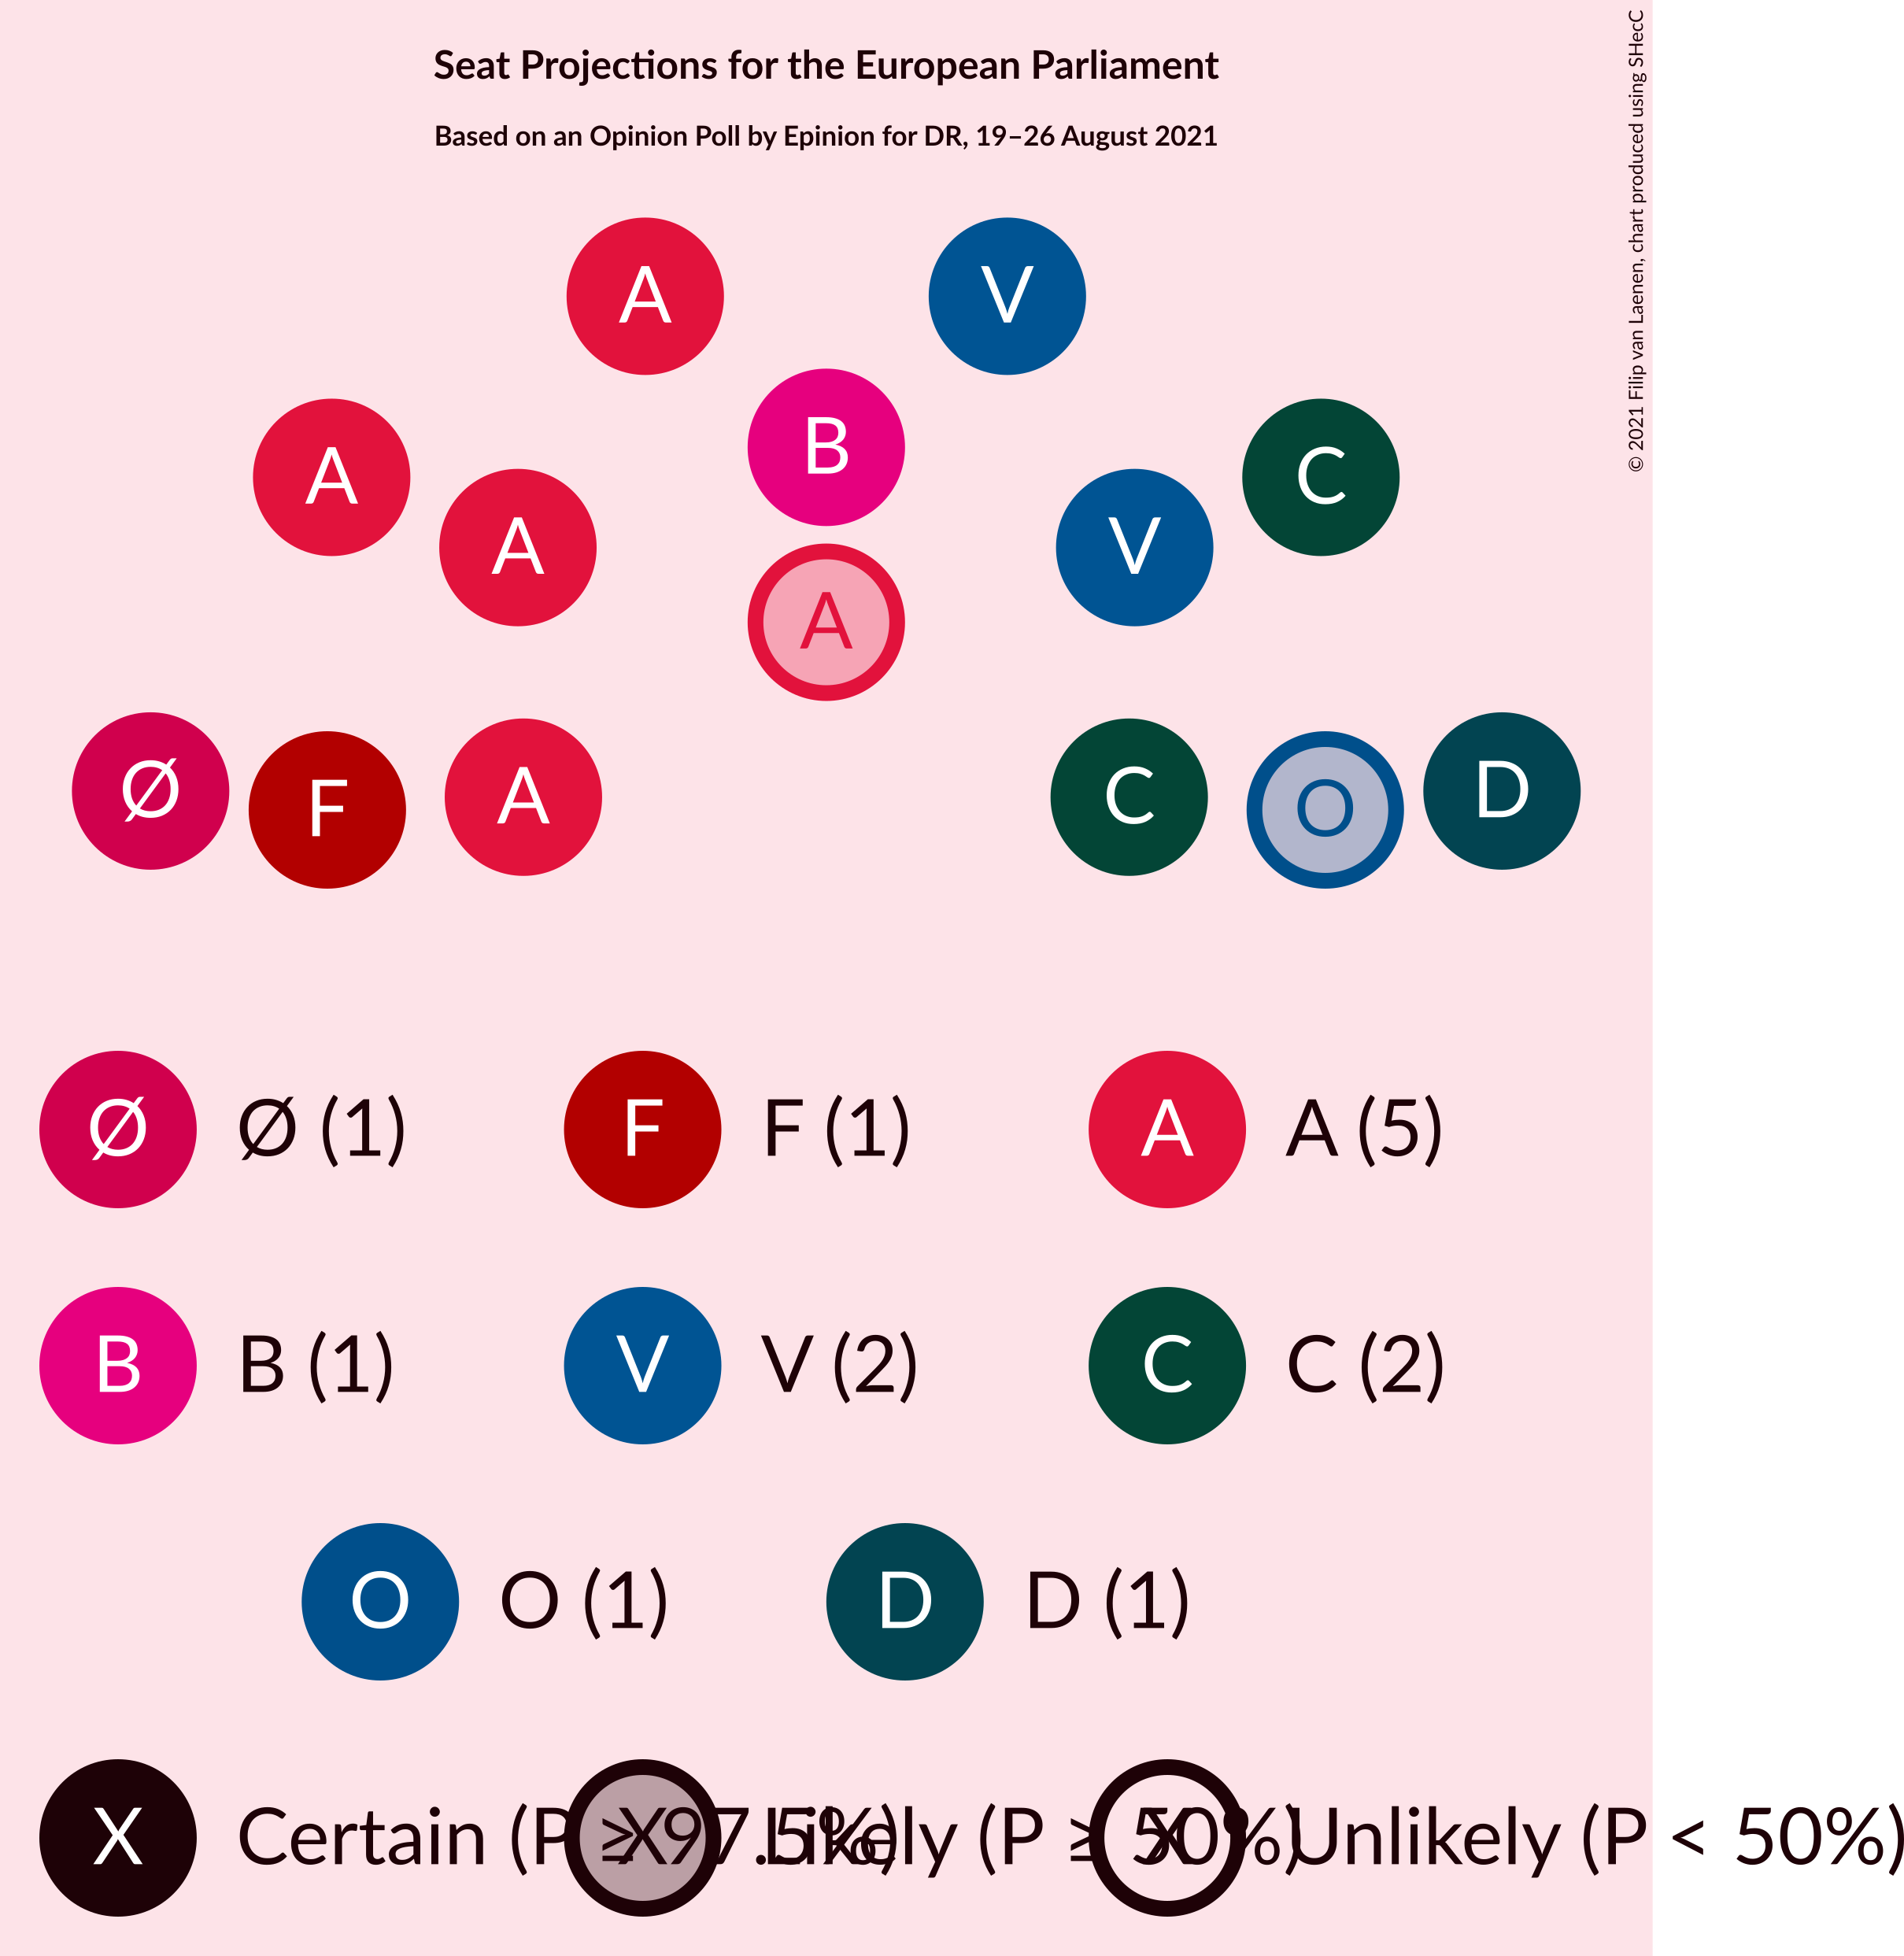 Seat Projections for the European Parliament
Based on an Opinion Poll by Epinion for DR, 19–26 August 2021
© 2021 Filip van Laenen, chart produced using SHecC
A V
B
A C
A V
A
Ø D
F A C O
Ø Ø (1) F F (1) A A (5)
B B (1) V V (2) C C (2)
O O (1) D D (1)
X Certain (P ≥ 97.5%) X Likely (P ≥ 50%) X Unlikely (P < 50%)